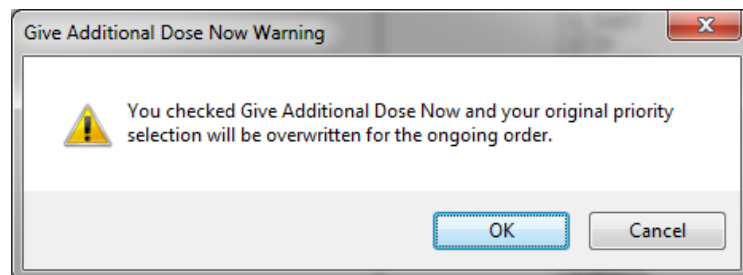 Give Additional Dose Now Warning
You checked Give Additional Dose Now and your original priority
selection will be overwritten for the ongoing order.
OK
Cancel